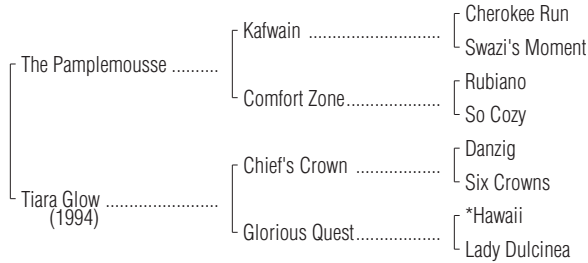 Cherokee Run
Kafwain ........................
Swazi's Moment
The Pamplemousse ..........
Rubiano
Comfort Zone.....................
So Cozy
Danzig
Chief's Crown ...................
Six Crowns
Tiara Glow .........................
(1994)
*Hawaii
Glorious Quest...................
Lady Dulcinea